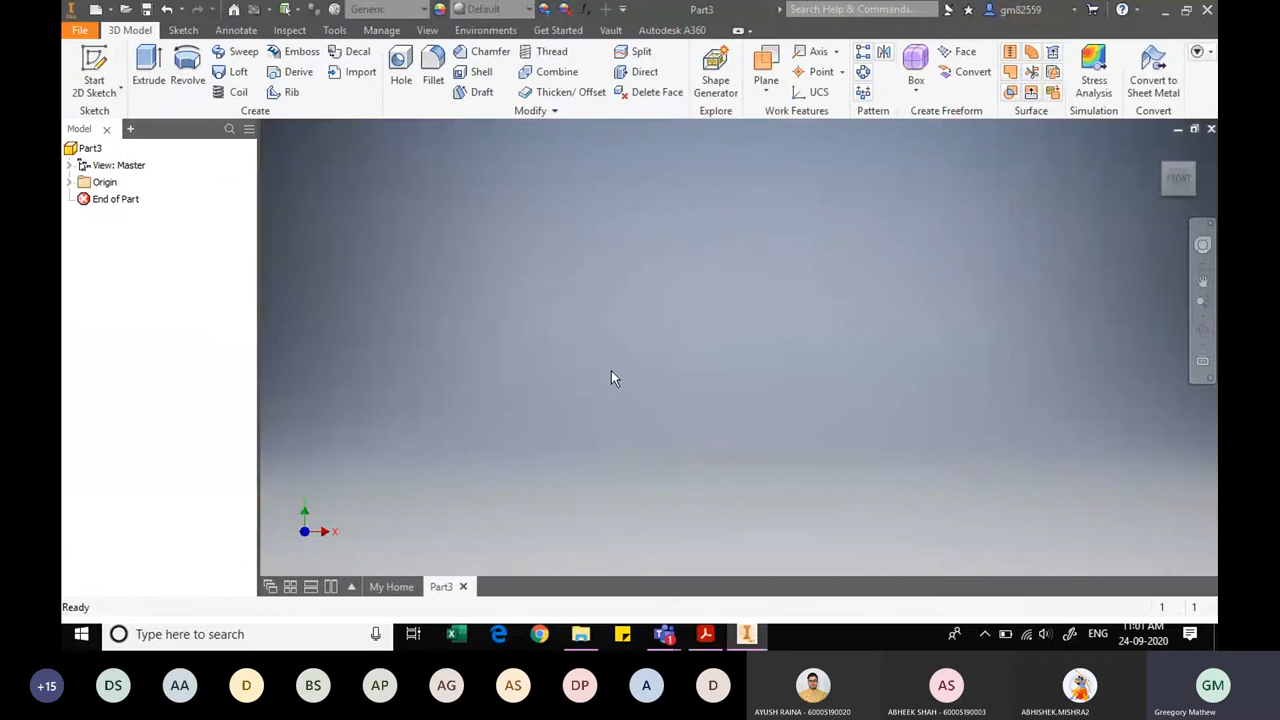 Generic
Default
Part3
Search Help & Commands...
gm82559
File
3D Model
Sketch
Annotate
Inspect
Tools
Manage
View
Environments
Get Started
Vault
Autodesk A360
Start
2D Sketch
Extrude
Revolve
Sweep
Emboss
Decal
Loft
Derive
Import
Coil
Rib
Hole
Fillet
Chamfer
Thread
Split
Shell
Combine
Direct
Draft
Thicken/ Offset
Delete Face
Shape
Generator
Plane
Axis
Point
UCS
Box
Face
Convert
Stress
Analysis
Convert to
Sheet Metal
Sketch
Create
Modify
Explore
Work Features
Pattern
Create Freeform
Surface
Simulation
Convert
Model
Part3
View: Master
Origin
End of Part
FRONT
X
My Home
Part3
Ready
1 1
Type here to search
ENG
11:01 AM
24-09-2020
+15
DS
AA
D
BS
AP
AG
AS
DP
A
D
AYUSH RAINA - 60005190020
AS
ABHEEK SHAH - 60005190003
ABHISHEK.MISHRA2
GM
Greegory Mathew